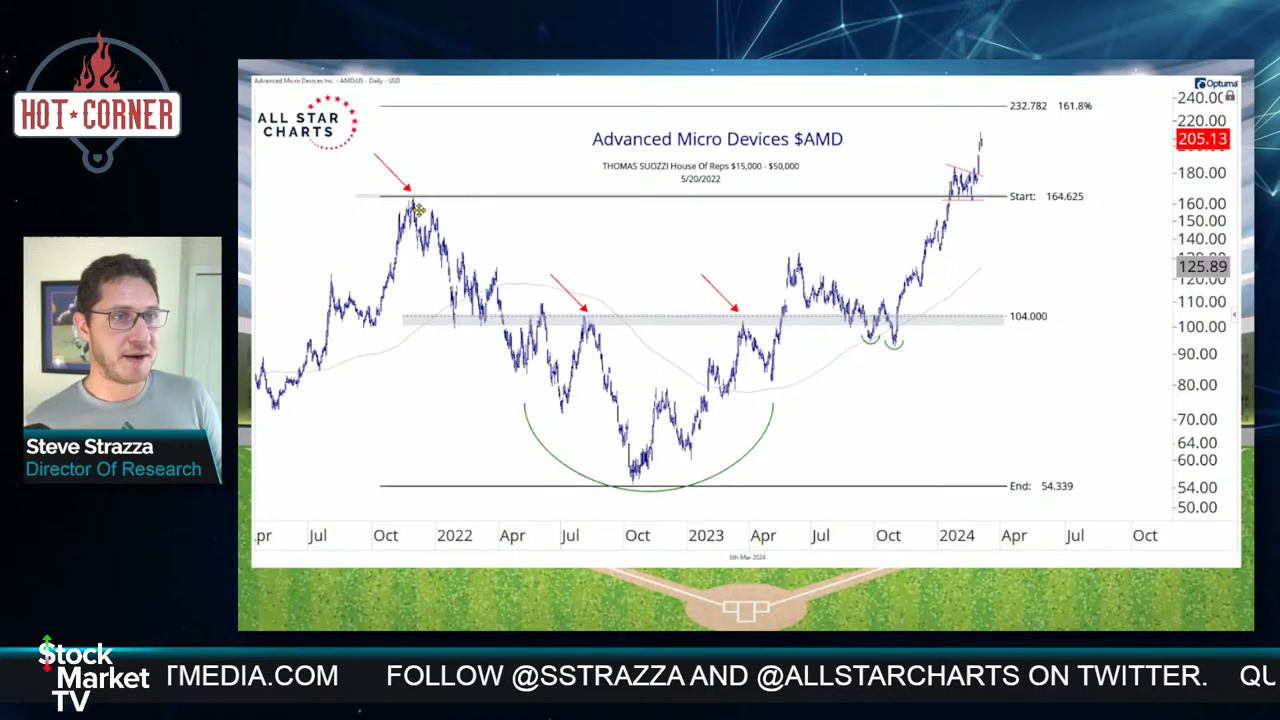 HOT★CORNER
Advanced Micro Devices Inc. - AMD:US - Daily - USD
Optuma
ALL STAR
CHARTS
Advanced Micro Devices $AMD
THOMAS SUOZZI House Of Reps $15,000 - $50,000
5/20/2022
232.782 161.8%
Start: 164.625
104.000
End: 54.339
240.00
220.00
205.13
180.00
160.00
150.00
140.00
125.89
120.00
110.00
100.00
90.00
80.00
70.00
64.00
60.00
54.00
50.00
pr Jul Oct 2022 Apr Jul Oct 2023 Apr Jul Oct 2024 Apr Jul Oct
6th Mar 2024
Steve Strazza
Director Of Research
$tock
Market
TV
TMEDIA.COM FOLLOW @SSTRAZZA AND @ALLSTARCHARTS ON TWITTER. QU